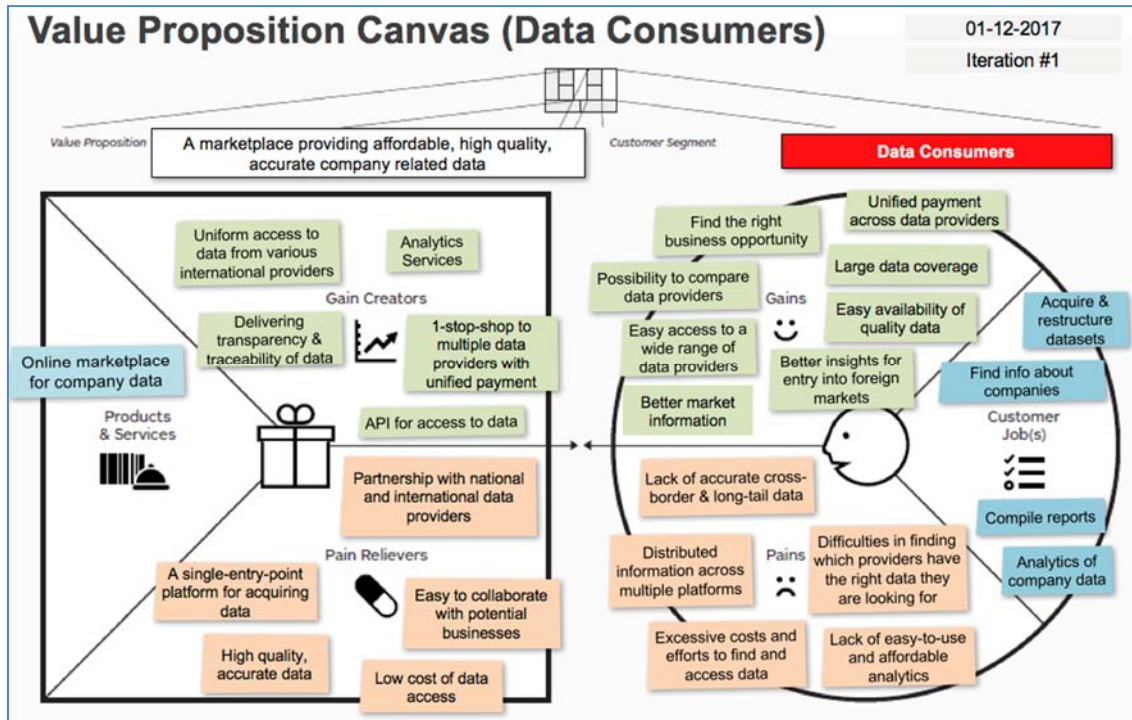 Value Proposition Canvas (Data Consumers)
01-12-2017
Iteration #1
Value Proposition
A marketplace providing affordable, high quality,
accurate company related data
Customer Segment
Data Consumers
Uniform access to
data from various
international providers
Analytics
Services
Gain Creators
Delivering
transparency &
traceability of data
1-stop-shop to
multiple data
providers with
unified payment
Online marketplace
for company data
Products
& Services
API for access to data
Partnership with national
and international data
providers
Pain Relievers
A single-entry-point
platform for acquiring
data
Easy to collaborate
with potential
businesses
High quality,
accurate data
Low cost of data
access
Find the right
business opportunity
Unified payment
across data providers
Possibility to compare
data providers
Gains
Large data coverage
Easy access to a
wide range of
data providers
Easy availability of
quality data
Better insights for
entry into foreign
markets
Better market
information
Acquire &
restructure
datasets
Find info about
companies
Customer
Job(s)
Compile reports
Analytics of
company data
Lack of accurate cross-
border & long-tail data
Distributed
information across
multiple platforms
Pains
Difficulties in finding
which providers have
the right data they
are looking for
Excessive costs and
efforts to find and
access data
Lack of easy-to-use
and affordable
analytics